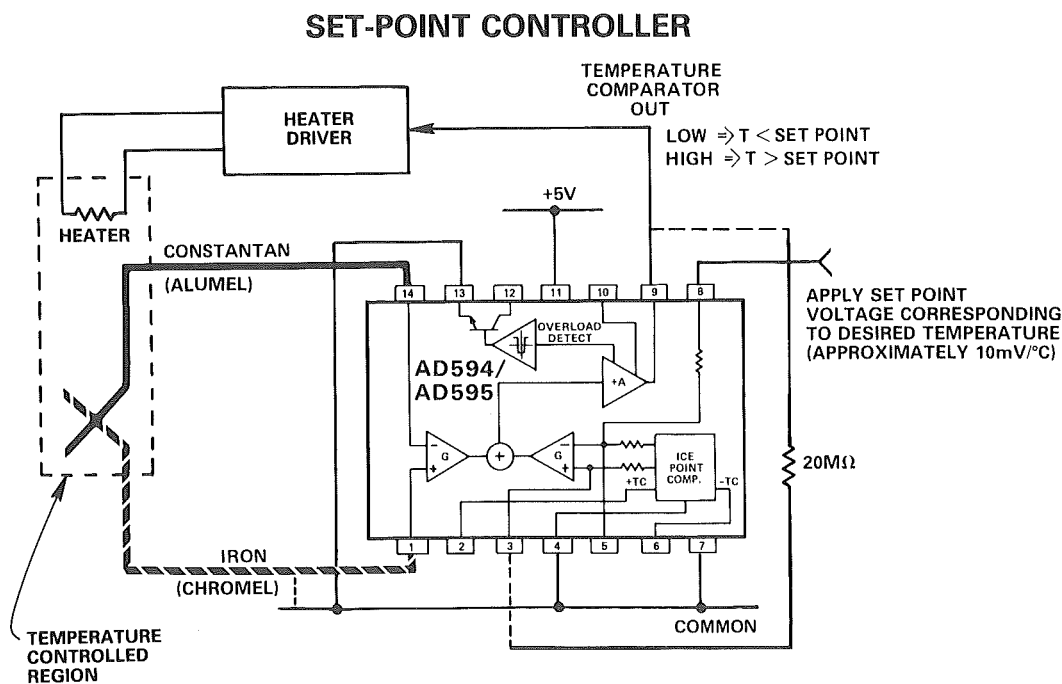 SET-POINT CONTROLLER
TEMPERATURE
COMPARATOR
OUT
LOW ⇒ T < SET POINT
HIGH ⇒ T > SET POINT
HEATER
DRIVER
+5V
HEATER
CONSTANTAN
(ALUMEL)
14
13
12
11
10
9
8
APPLY SET POINT
VOLTAGE CORRESPONDING
TO DESIRED TEMPERATURE
(APPROXIMATELY 10mV/°C)
OVERLOAD
DETECT
AD594/
AD595
+A
G
+
G
ICE
POINT
COMP.
+TC
-TC
20MΩ
1
2
3
4
5
6
7
IRON
(CHROMEL)
COMMON
TEMPERATURE
CONTROLLED
REGION